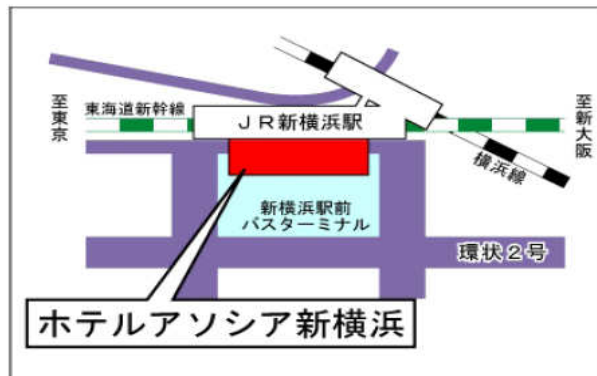 至東京
東海道新幹線
JR新横浜駅
至新大阪
横浜線
新横浜駅前
バスターミナル
環状2号
ホテルアソシア新横浜